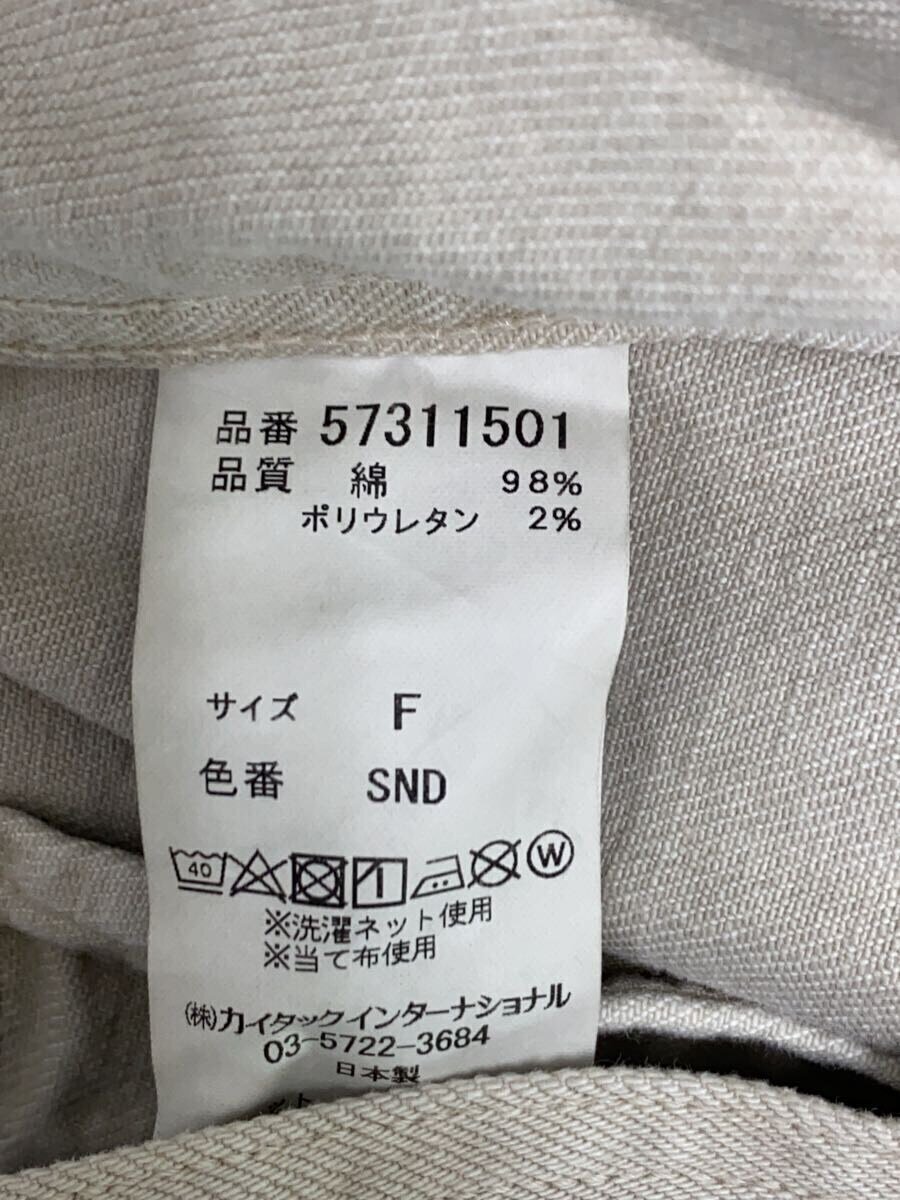 品番 57311501
品質 綿 98%
ポリウレタン 2%
サイズ F
色番 SND
40 W
※洗濯ネット使用
※当て布使用
㈱カイタックインターナショナル
03-5722-3684
日本製